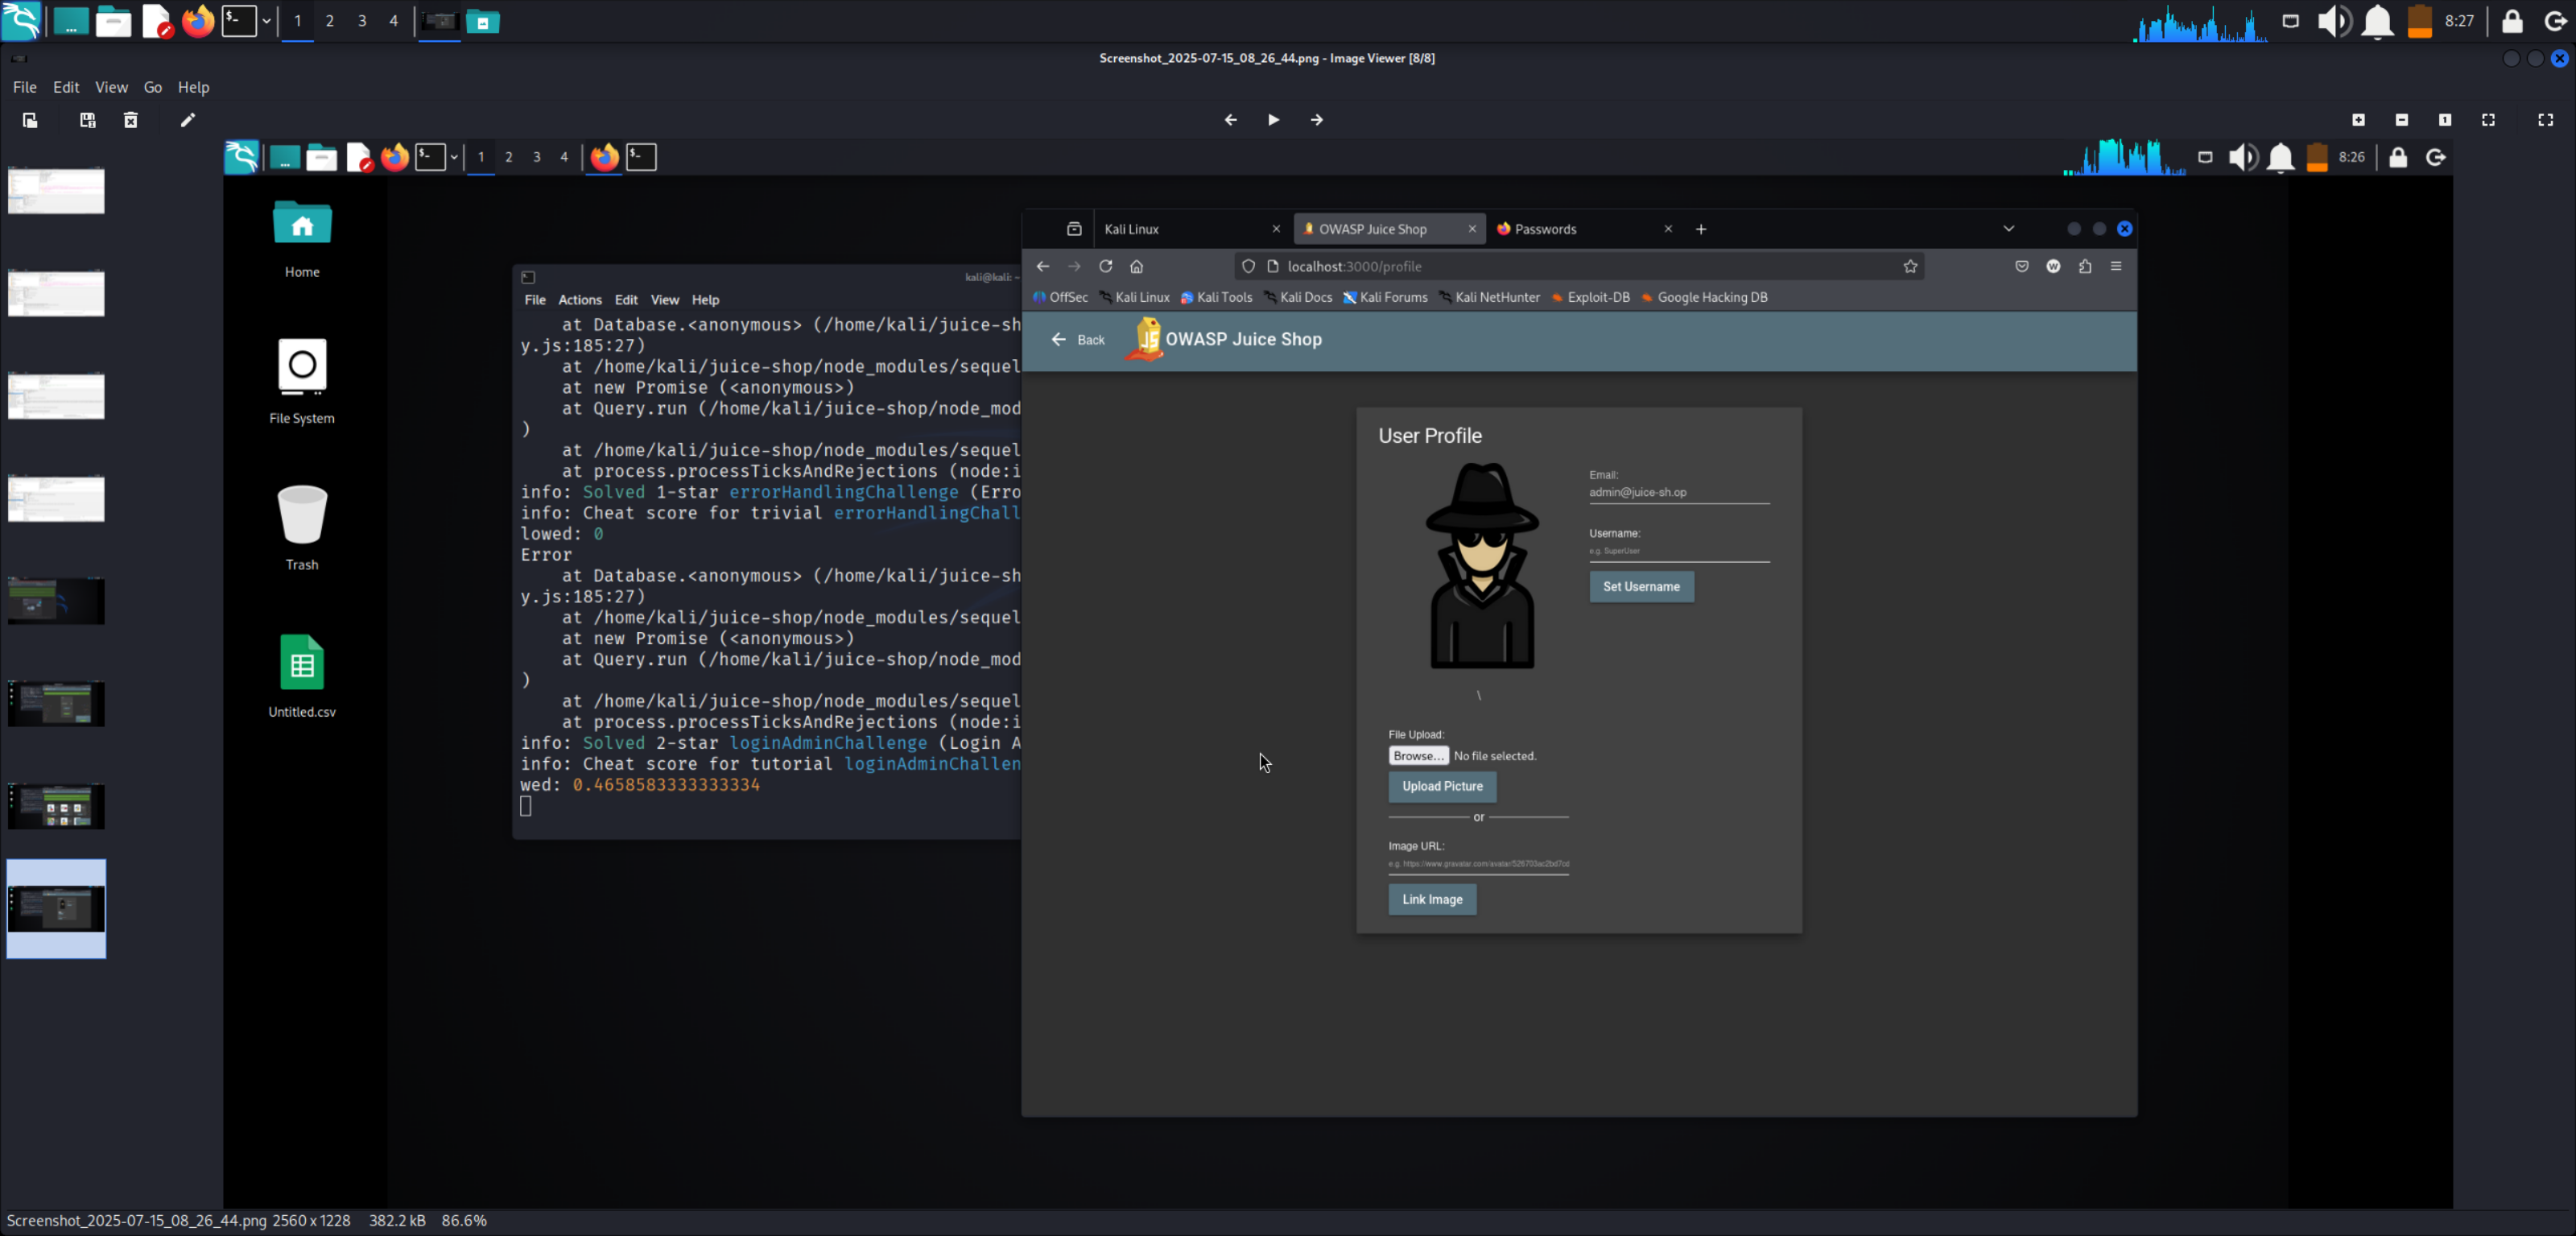 $-
1 2 3 4
8:27
Screenshot_2025-07-15_08_26_44.png - Image Viewer [8/8]
File Edit View Go Help
$-
1 2 3 4
$-
8:26
Home
File System
Trash
Untitled.csv
kali@kali: ~
File Actions Edit View Help
at Database.<anonymous> (/home/kali/juice-sh
y.js:185:27)
at /home/kali/juice-shop/node_modules/sequel
at new Promise (<anonymous>)
at Query.run (/home/kali/juice-shop/node_mod
)
at /home/kali/juice-shop/node_modules/sequel
at process.processTicksAndRejections (node:i
info: Solved 1-star errorHandlingChallenge (Erro
info: Cheat score for trivial errorHandlingChall
lowed: 0
Error
at Database.<anonymous> (/home/kali/juice-sh
y.js:185:27)
at /home/kali/juice-shop/node_modules/sequel
at new Promise (<anonymous>)
at Query.run (/home/kali/juice-shop/node_mod
)
at /home/kali/juice-shop/node_modules/sequel
at process.processTicksAndRejections (node:i
info: Solved 2-star loginAdminChallenge (Login A
info: Cheat score for tutorial loginAdminChallen
wed: 0.4658583333333334
Kali Linux
OWASP Juice Shop
Passwords
localhost:3000/profile
OffSec Kali Linux Kali Tools Kali Docs Kali Forums Kali NetHunter Exploit-DB Google Hacking DB
Back
JS
OWASP Juice Shop
User Profile
Email:
admin@juice-sh.op
Username:
e.g. SuperUser
Set Username
\
File Upload:
Browse... No file selected.
Upload Picture
or
Image URL:
e.g. https://www.gravatar.com/avatar/526703ac2bd7cd
Link Image
Screenshot_2025-07-15_08_26_44.png 2560 x 1228 382.2 kB 86.6%